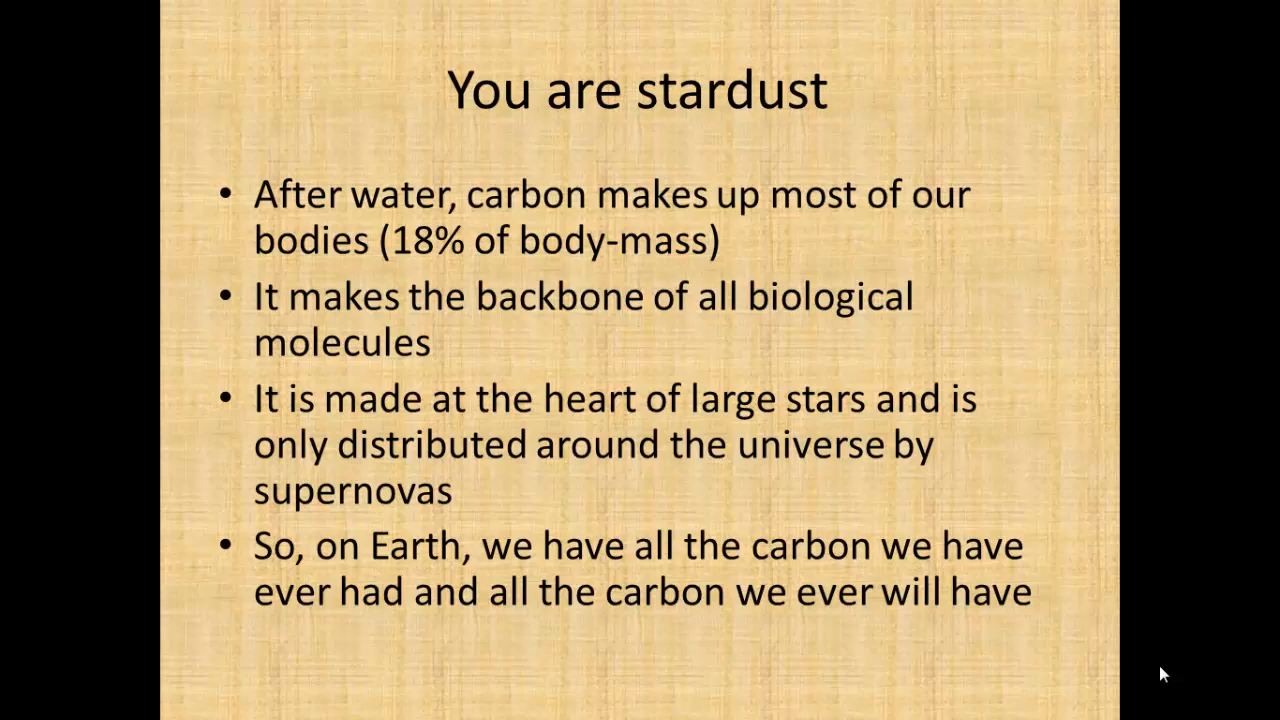 You are stardust
• After water, carbon makes up most of our
bodies (18% of body-mass)
• It makes the backbone of all biological
molecules
• It is made at the heart of large stars and is
only distributed around the universe by
supernovas
• So, on Earth, we have all the carbon we have
ever had and all the carbon we ever will have